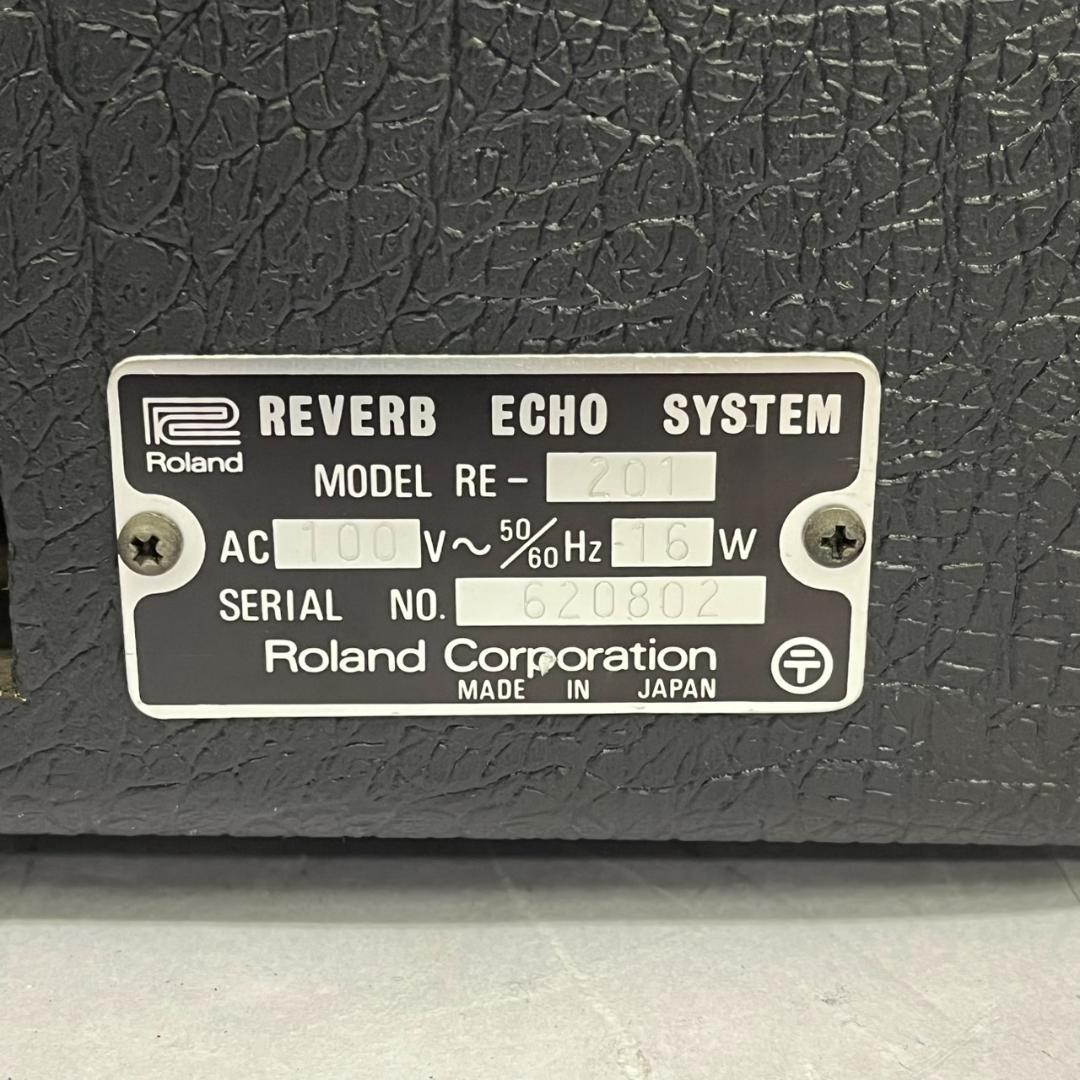 REVERB ECHO SYSTEM
Roland
MODEL RE - 201
AC 100 V ~ 50/60 Hz 16 W
SERIAL NO. 620802
Roland Corporation
MADE IN JAPAN